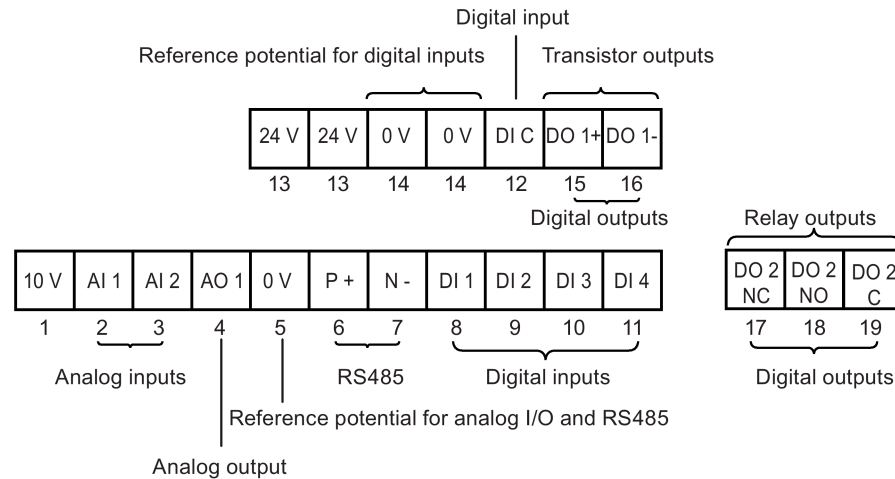 Digital input
Reference potential for digital inputs
Transistor outputs
24 V 24 V 0 V 0 V DI C DO 1+ DO 1-
13 13 14 14 12 15 16
Digital outputs
Relay outputs
10 V AI 1 AI 2 AO 1 0 V P + N - DI 1 DI 2 DI 3 DI 4
DO 2 NC DO 2 NO DO 2 C
1 2 3 4 5 6 7 8 9 10 11
17 18 19
Analog inputs
RS485
Digital inputs
Digital outputs
Reference potential for analog I/O and RS485
Analog output